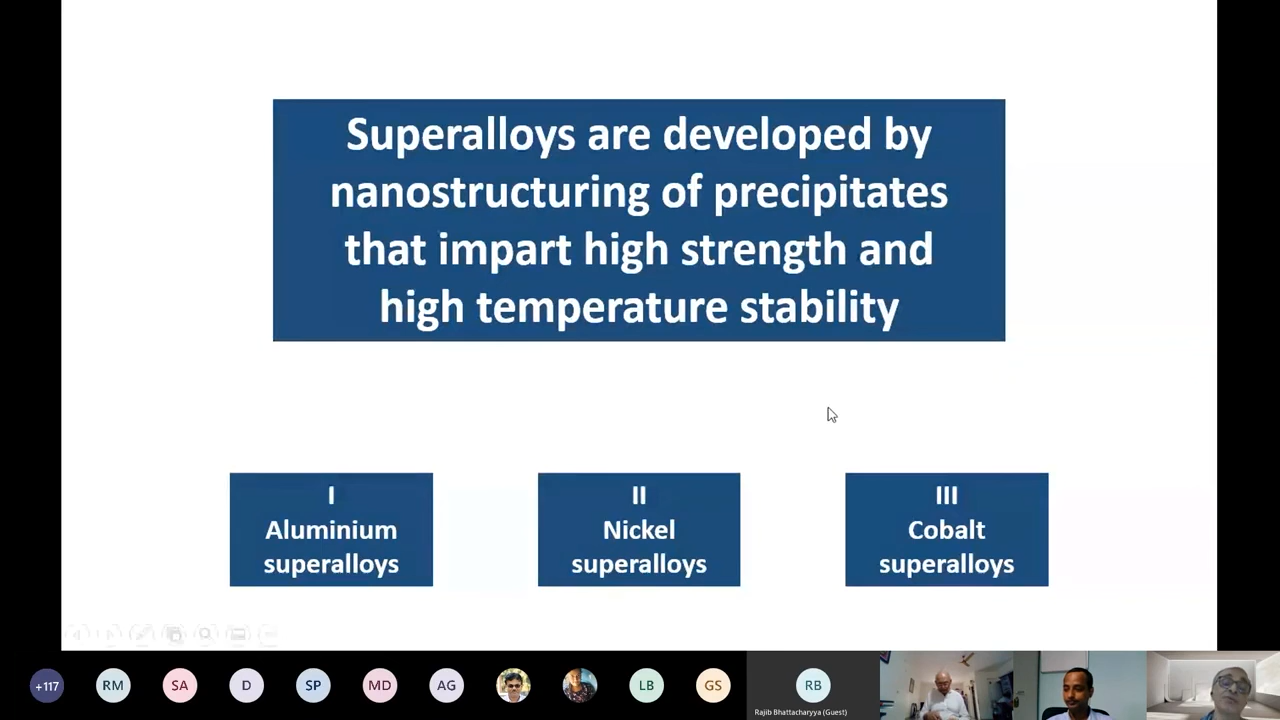 Superalloys are developed by
nanostructuring of precipitates
that impart high strength and
high temperature stability
I
Aluminium
superalloys
II
Nickel
superalloys
III
Cobalt
superalloys
+117
RM
SA
D
SP
MD
AG
LB
GS
RB
Rajib Bhattacharyya (Guest)